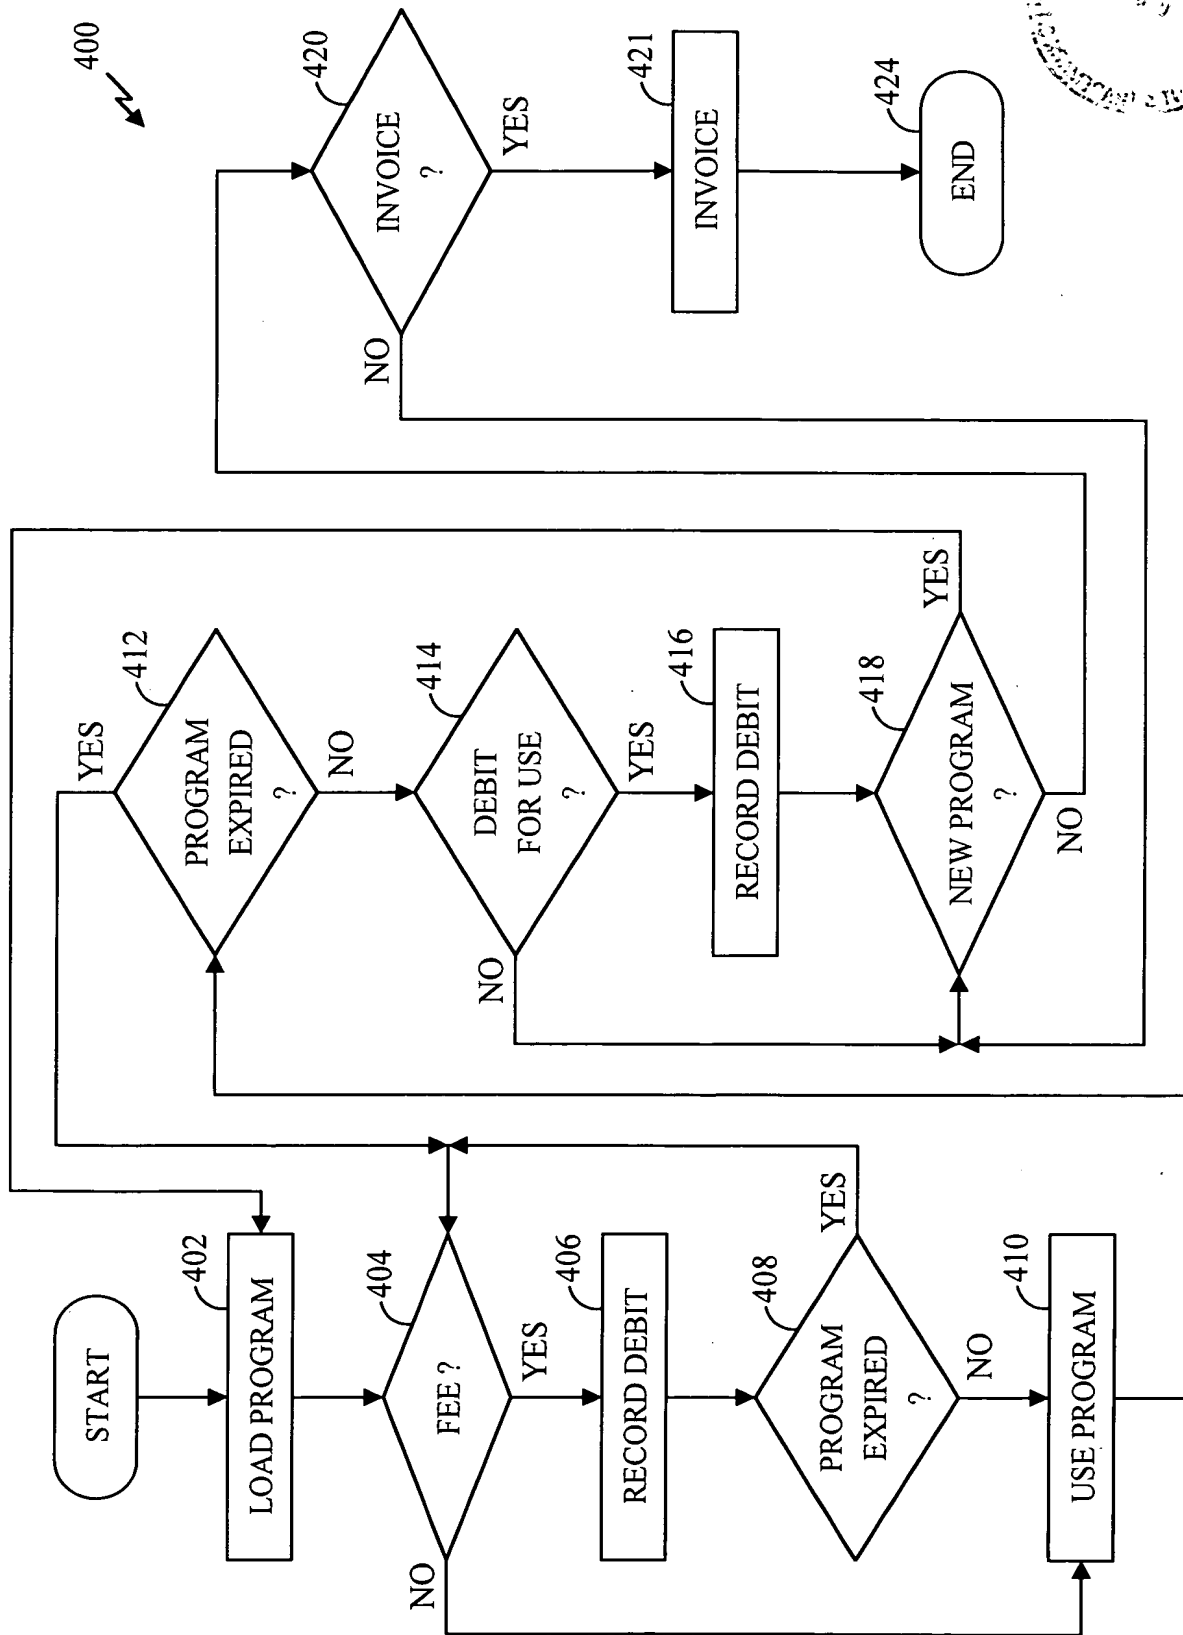 400
START
402
LOAD PROGRAM
404
FEE ?
NO
YES
406
RECORD DEBIT
408
PROGRAM
EXPIRED
?
YES
NO
410
USE PROGRAM
412
YES
PROGRAM
EXPIRED
?
NO
414
DEBIT
FOR USE
?
NO
YES
416
RECORD DEBIT
418
NEW PROGRAM
?
YES
NO
420
INVOICE
?
NO
YES
421
INVOICE
424
END